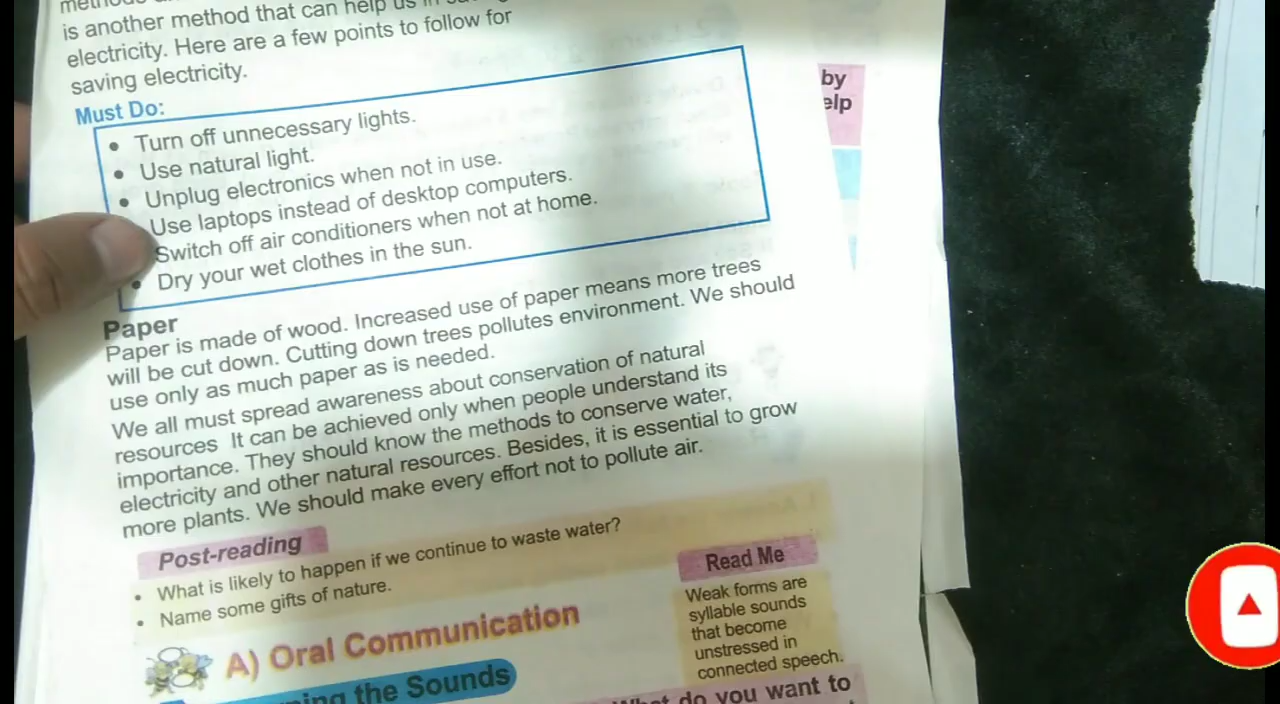 is another method that can help us in
electricity. Here are a few points to follow for
saving electricity.
Must Do:
• Turn off unnecessary lights.
• Use natural light.
• Unplug electronics when not in use.
Use laptops instead of desktop computers.
Switch off air conditioners when not at home.
• Dry your wet clothes in the sun.
by
elp
Paper
Paper is made of wood. Increased use of paper means more trees
will be cut down. Cutting down trees pollutes environment. We should
use only as much paper as is needed.
We all must spread awareness about conservation of natural
resources It can be achieved only when people understand its
importance. They should know the methods to conserve water,
electricity and other natural resources. Besides, it is essential to grow
more plants. We should make every effort not to pollute air.
Post-reading
• What is likely to happen if we continue to waste water?
• Name some gifts of nature.
Read Me
Weak forms are
syllable sounds
that become
unstressed in
connected speech.
A) Oral Communication
ning the Sounds
What do you want to